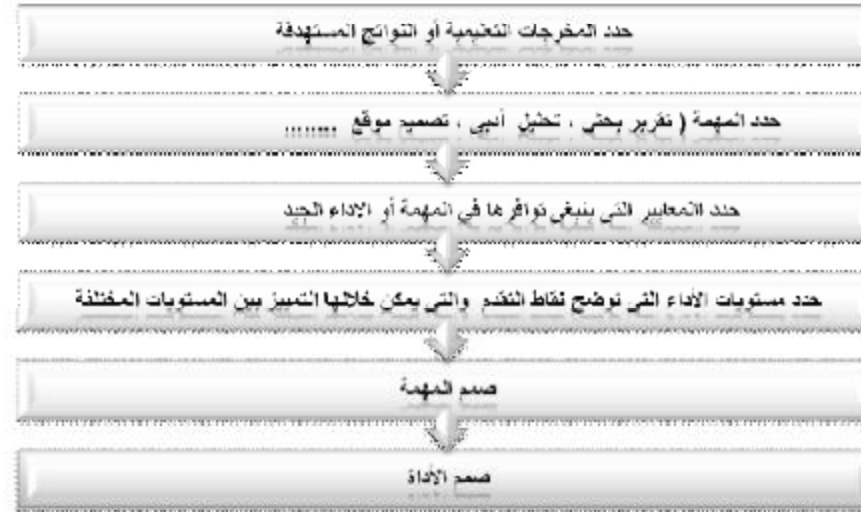 حدد المخرجات التعليمية أو النواتج المستهدفة
حدد المهمة ( تقرير بحثي ، تحليل أدبي ، تصميم موقع ........
حدد االمعايير التي ينبغي توافرها في المهمة أو الاداء الجيد
حدد مستويات الأداء التي توضح نقاط التقدم والتي يمكن خلالها التمييز بين المستويات المختلفة
صمم المهمة
صمم الأداة